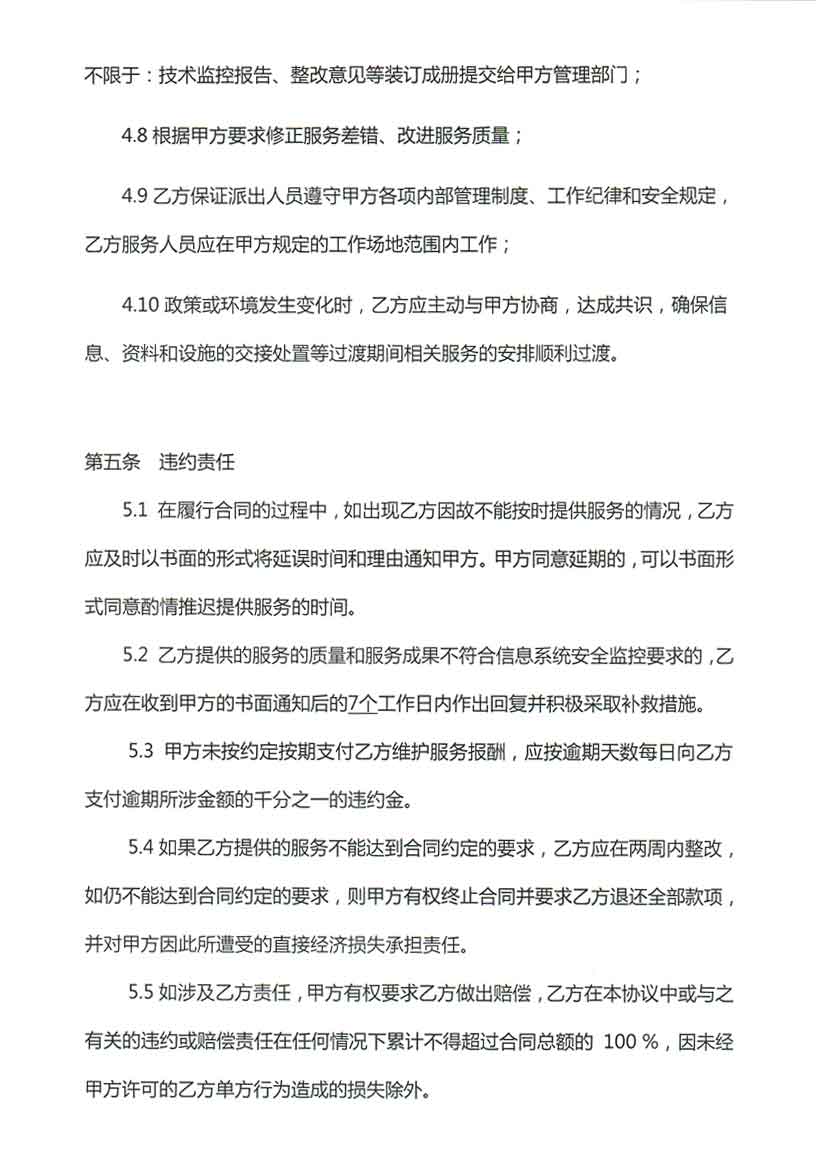 不限于：技术监控报告、整改意见等装订成册提交给甲方管理部门；
4.8 根据甲方要求修正服务差错、改进服务质量；
4.9 乙方保证派出人员遵守甲方各项内部管理制度、工作纪律和安全规定，
乙方服务人员应在甲方规定的工作场地范围内工作；
4.10 政策或环境发生变化时，乙方应主动与甲方协商，达成共识，确保信
息、资料和设施的交接处置等过渡期间相关服务的安排顺利过渡。
第五条　违约责任
5.1 在履行合同的过程中，如出现乙方因故不能按时提供服务的情况，乙方
应及时以书面的形式将延误时间和理由通知甲方。甲方同意延期的，可以书面形
式同意酌情推迟提供服务的时间。
5.2 乙方提供的服务的质量和服务成果不符合信息系统安全监控要求的，乙
方应在收到甲方的书面通知后的7个工作日内作出回复并积极采取补救措施。
5.3 甲方未按约定按期支付乙方维护服务报酬，应按逾期天数每日向乙方
支付逾期所涉金额的千分之一的违约金。
5.4 如果乙方提供的服务不能达到合同约定的要求，乙方应在两周内整改，
如仍不能达到合同约定的要求，则甲方有权终止合同并要求乙方退还全部款项，
并对甲方因此所遭受的直接经济损失承担责任。
5.5 如涉及乙方责任，甲方有权要求乙方做出赔偿，乙方在本协议中或与之
有关的违约或赔偿责任在任何情况下累计不得超过合同总额的 100 %，因未经
甲方许可的乙方单方行为造成的损失除外。